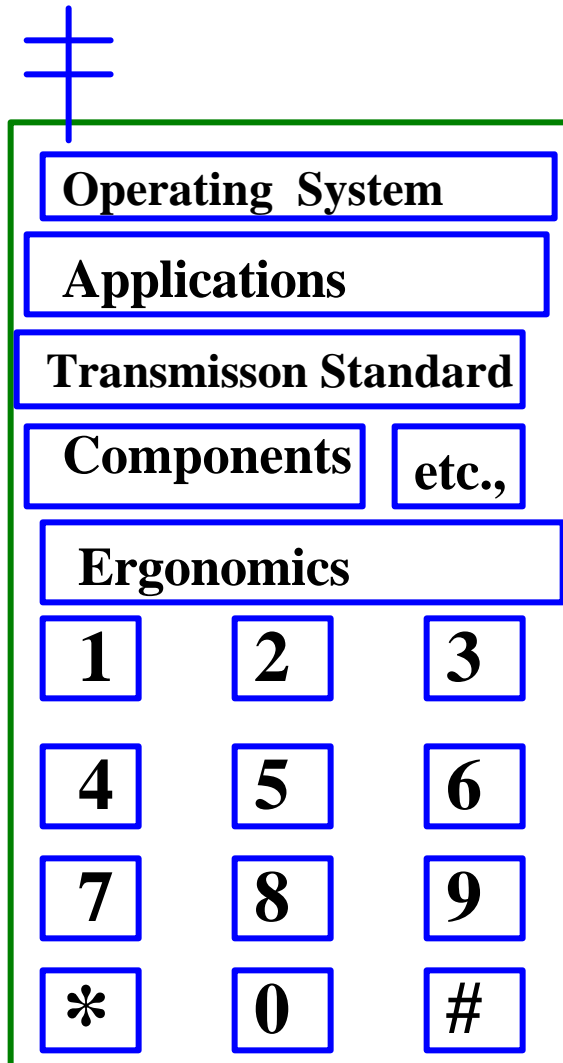 Operating System
Applications
Transmisson Standard
Components etc.,
Ergonomics
1 2 3
4 5 6
7 8 9
* 0 #